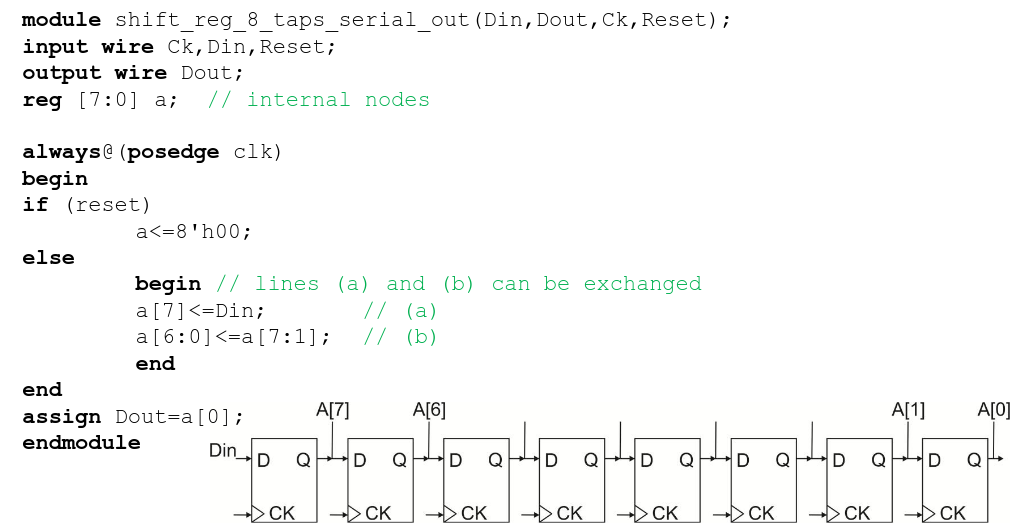 module shift_reg_8_taps_serial_out(Din,Dout,Ck,Reset);
input wire Ck,Din,Reset;
output wire Dout;
reg [7:0] a;  // internal nodes
always@(posedge clk)
begin
if (reset)
a<=8'h00;
else
begin // lines (a) and (b) can be exchanged
a[7]<=Din;       // (a)
a[6:0]<=a[7:1];  // (b)
end
end
assign Dout=a[0];
endmodule
A[7] A[6] A[1] A[0]
Din D Q D Q D Q D Q D Q D Q D Q D Q
CK CK CK CK CK CK CK CK